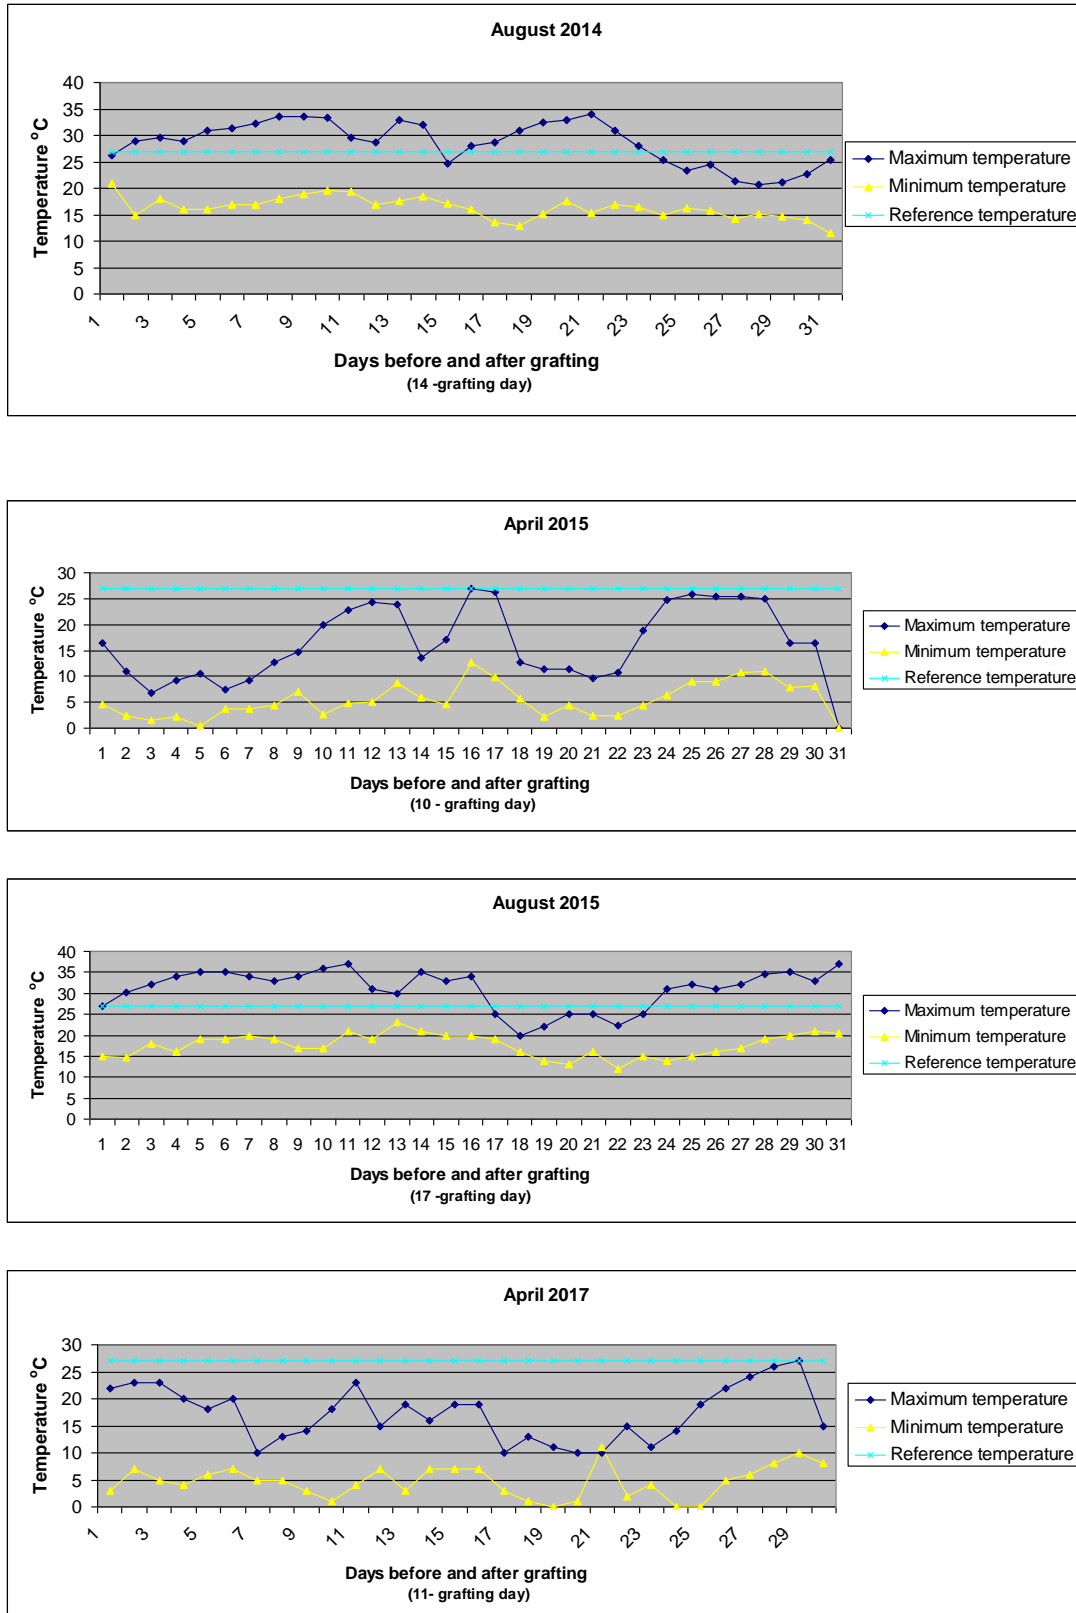 August 2014
Temperature °C
40
35
30
25
20
15
10
5
0
1 3 5 7 9 11 13 15 17 19 21 23 25 27 29 31
Days before and after grafting
(14 -grafting day)
Maximum temperature
Minimum temperature
Reference temperature
April 2015
Temperature °C
30
25
20
15
10
5
0
1 2 3 4 5 6 7 8 9 10 11 12 13 14 15 16 17 18 19 20 21 22 23 24 25 26 27 28 29 30 31
Days before and after grafting
(10 - grafting day)
Maximum temperature
Minimum temperature
Reference temperature
August 2015
Temperature °C
40
35
30
25
20
15
10
5
0
1 2 3 4 5 6 7 8 9 10 11 12 13 14 15 16 17 18 19 20 21 22 23 24 25 26 27 28 29 30 31
Days before and after grafting
(17 -grafting day)
Maximum temperature
Minimum temperature
Reference temperature
April 2017
Temperature °C
30
25
20
15
10
5
0
1 3 5 7 9 11 13 15 17 19 21 23 25 27 29
Days before and after grafting
(11- grafting day)
Maximum temperature
Minimum temperature
Reference temperature